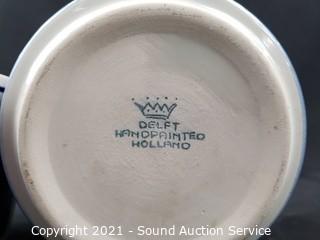 DELFT
HANDPAINTED
HOLLAND
Copyright 2021 - Sound Auction Service